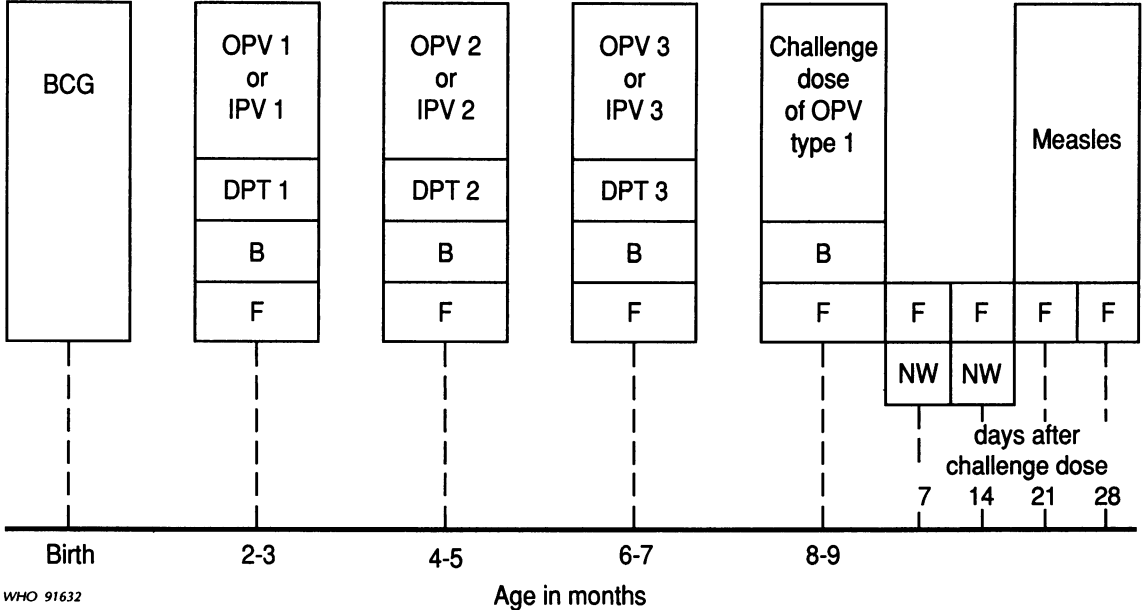 BCG
OPV 1
or
IPV 1
DPT 1
B
F
OPV 2
or
IPV 2
DPT 2
B
F
OPV 3
or
IPV 3
DPT 3
B
F
Challenge
dose
of OPV
type 1
B
F
F
F
NW
NW
Measles
F
F
days after
challenge dose
7 14 21 28
Birth 2-3 4-5 6-7 8-9
Age in months
WHO 91632